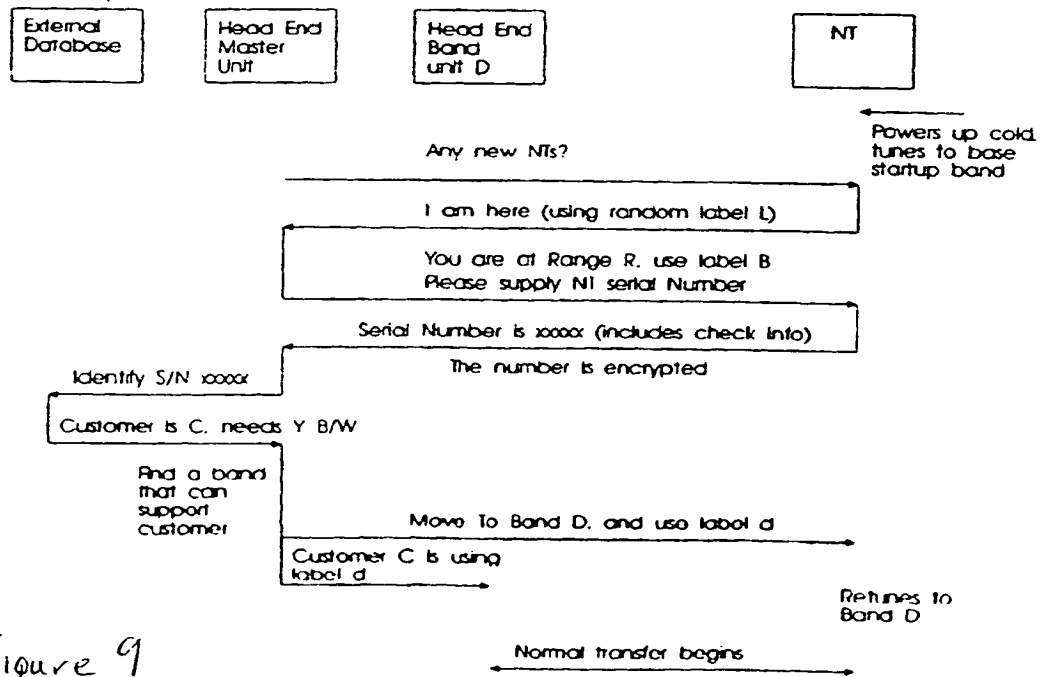 External
Database
Head End
Master
Unit
Head End
Band
unit D
NT
Powers up cold
tunes to base
startup band
Any new NTs?
I am here (using random label L)
You are at Range R, use label B
Please supply NT serial Number
Serial Number is xxxxx (includes check info)
The number is encrypted
Identify S/N xxxxx
Customer is C, needs Y B/W
Find a band
that can
support
customer
Move To Band D, and use label d
Customer C is using
label d
Retunes to
Band D
Normal transfer begins
Figure 9